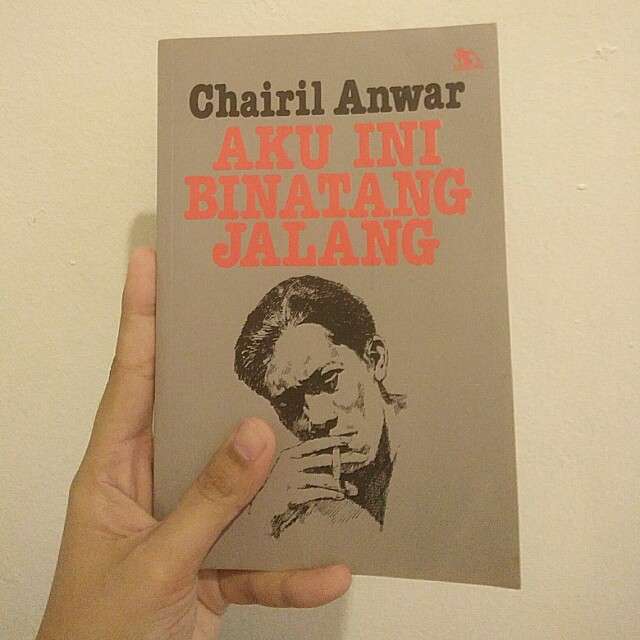 Chairil Anwar
AKU INI
BINATANG
JALANG